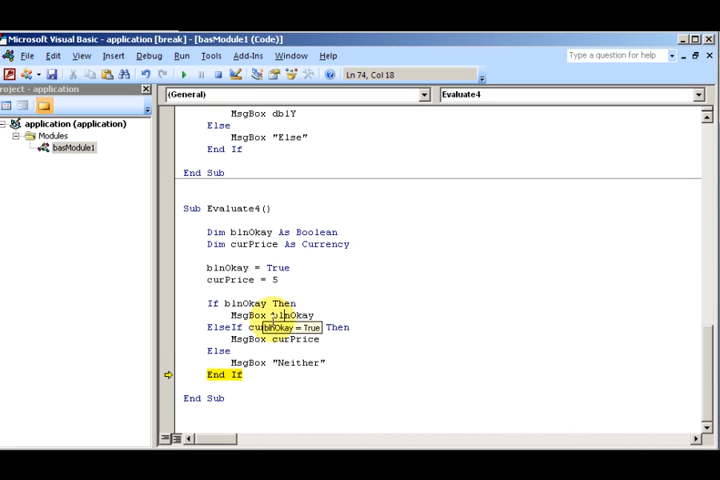 Microsoft Visual Basic - application [break] - [basModule1 (Code)]
File Edit View Insert Debug Run Tools Add-Ins Window Help
Type a question for help
Ln 74, Col 18
roject - application
(General)
Evaluate4
application (application)
Modules
basModule1
MsgBox dblY
Else
MsgBox "Else"
End If
End Sub
Sub Evaluate4()
Dim blnOkay As Boolean
Dim curPrice As Currency
blnOkay = True
curPrice = 5
If blnOkay Then
MsgBox blnOkay
ElseIf cur Then
blnOkay = True
MsgBox curPrice
Else
MsgBox "Neither"
End If
End Sub